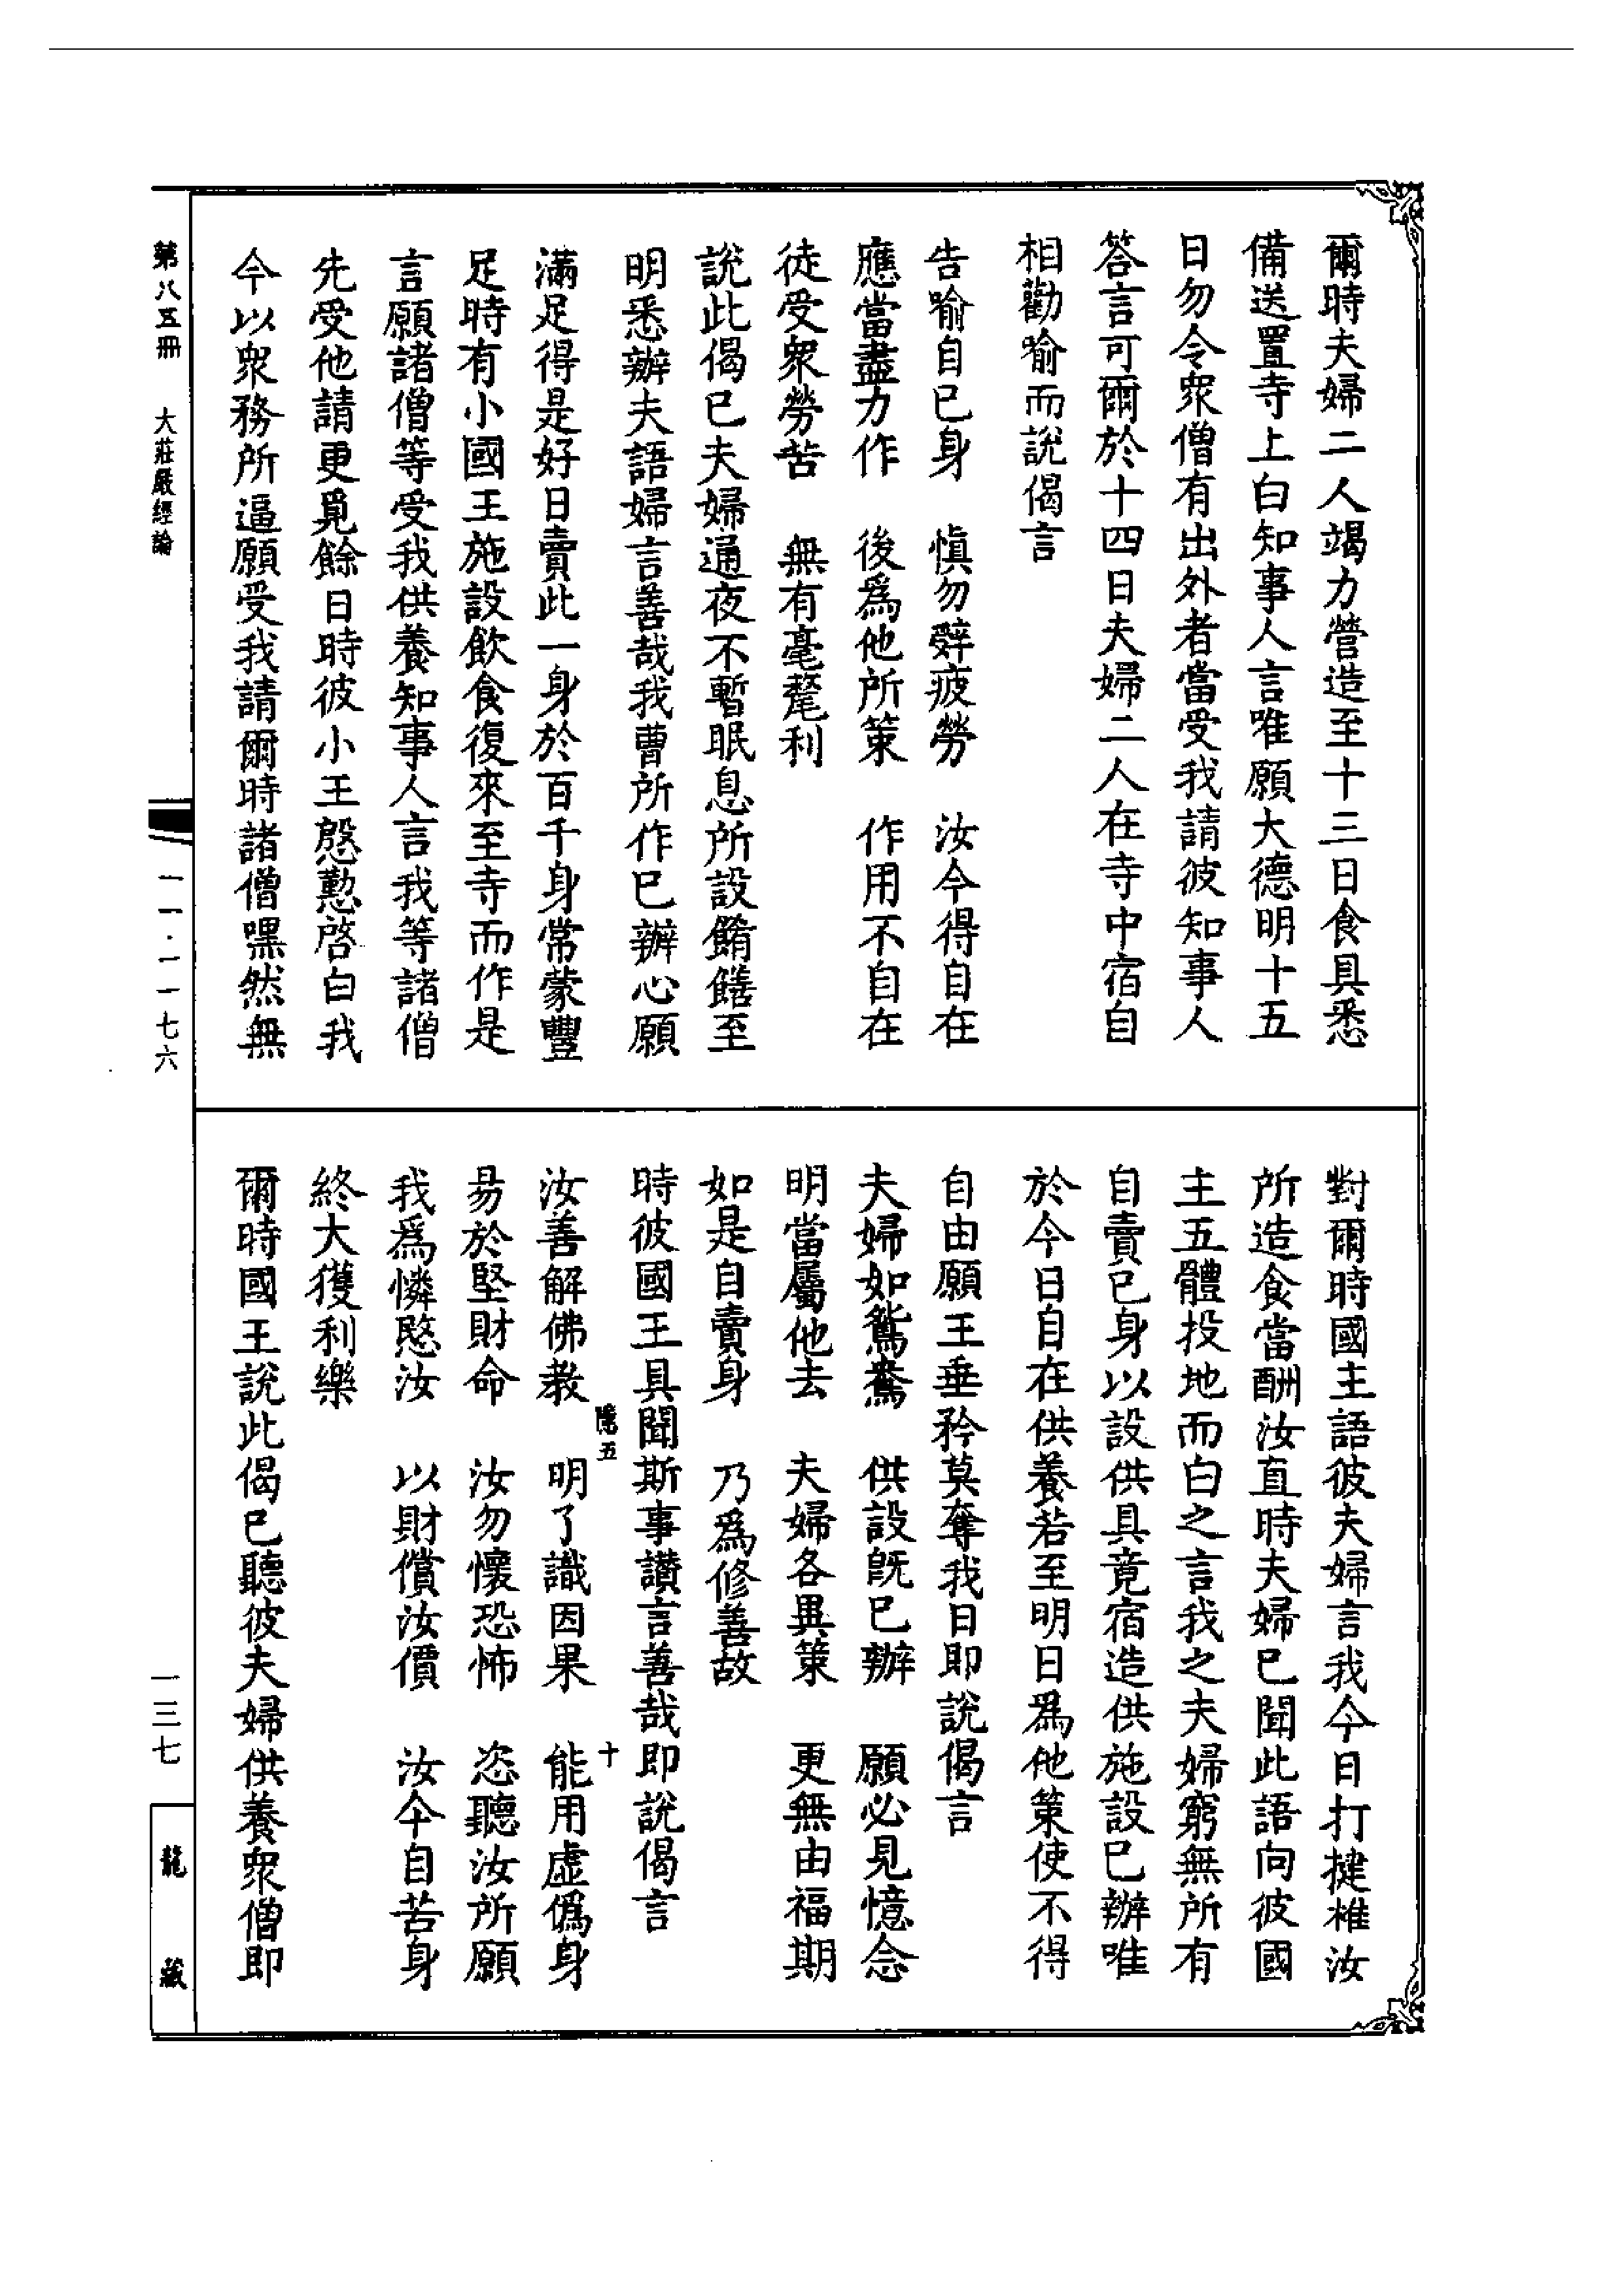 爾時夫婦二人竭力營造至十三日食具悉
備送置寺上白知事人言唯願大德明十五
日勿令衆僧有出外者當受我請彼知事人
答言可爾於十四日夫婦二人在寺中宿自
相勸喻而說偈言
告喻自已身　慎勿辭疲勞　汝今得自在
應當盡力作　後爲他所策　作用不自在
徒受衆勞苦　無有毫氂利
說此偈已夫婦通夜不暫眠息所設餚饍至
明悉辦夫語婦言善哉我曹所作已辦心願
滿足得是好日賣此一身於百千身常蒙豐
足時有小國王施設飲食復來至寺而作是
言願諸僧等受我供養知事人言我等諸僧
先受他請更覓餘日時彼小王慇懃啓白我
今以衆務所逼願受我請爾時諸僧嘿然無
對爾時國主語彼夫婦言我今日打揵椎汝
所造食當酬汝直時夫婦已聞此語向彼國
主五體投地而白之言我之夫婦窮無所有
自賣已身以設供具竟宿造供施設已辦唯
於今日自在供養若至明日爲他策使不得
自由願王垂矜莫奪我日即說偈言
夫婦如鴛鴦　供設既已辦　願必見憶念
明當屬他去　夫婦各異策　更無由福期
如是自賣身　乃爲修善故
時彼國王具聞斯事讃言善哉即說偈言
隱五　十
汝善解佛教　明了識因果　能用虛僞身
易於堅財命　汝勿懷恐怖　恣聽汝所願
我爲憐愍汝　以財償汝價　汝今自苦身
終大獲利樂
爾時國王說此偈已聽彼夫婦供養衆僧即
第八五冊　大莊嚴經論
一一·一一七六
一三七
龍藏